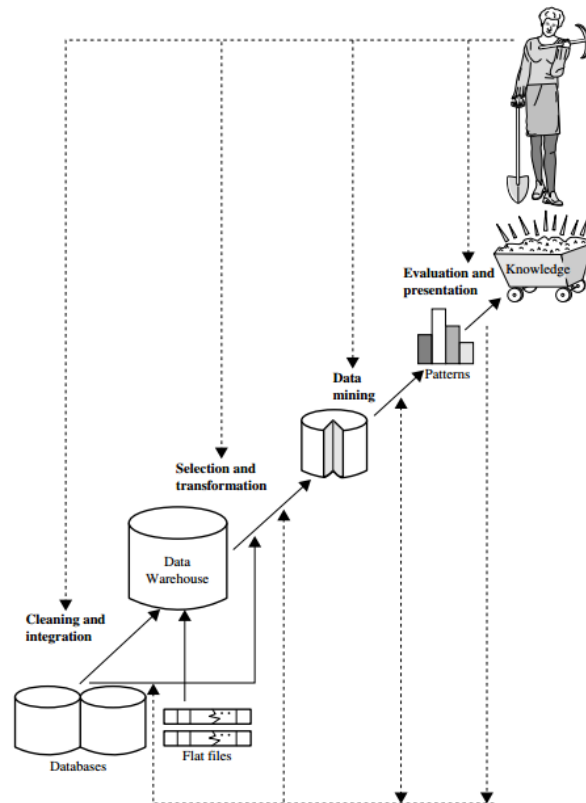 Evaluation and
presentation
Knowledge
Patterns
Data
mining
Selection and
transformation
Data
Warehouse
Cleaning and
integration
Databases
Flat files